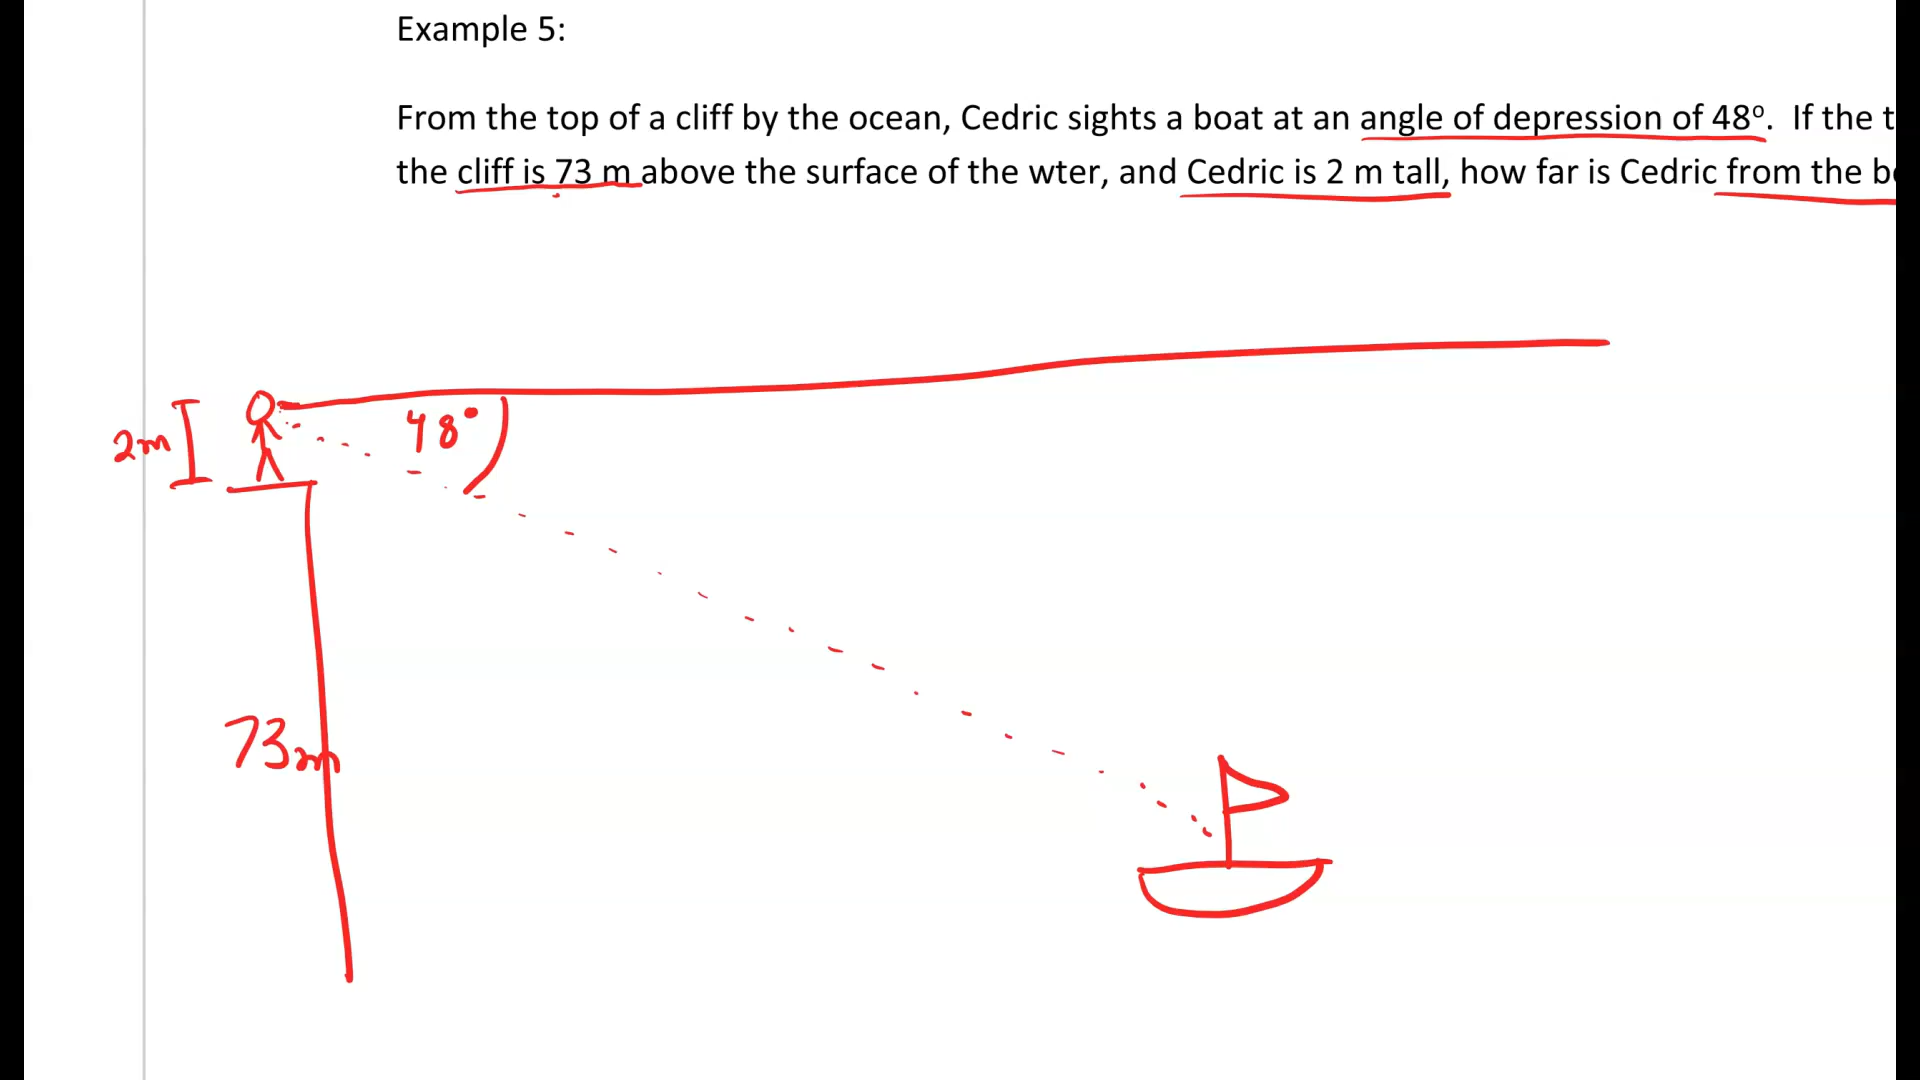 Example 5:
From the top of a cliff by the ocean, Cedric sights a boat at an angle of depression of 48°. If the t
the cliff is 73 m above the surface of the wter, and Cedric is 2 m tall, how far is Cedric from the b
48°
2m
73m